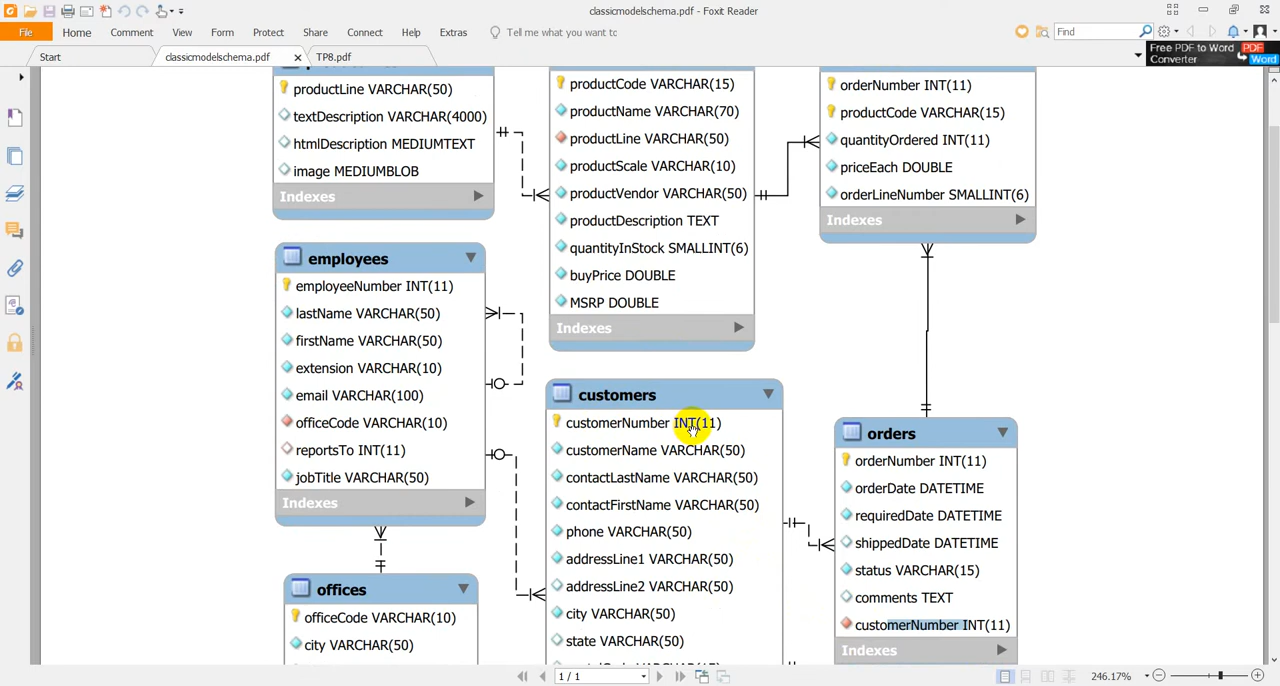 classicmodelschema.pdf - Foxit Reader
File
Home
Comment
View
Form
Protect
Share
Connect
Help
Extras
Tell me what you want to
Find
Start
classicmodelschema.pdf
TP8.pdf
Free PDF to Word
Converter
PDF
Word
productLine VARCHAR(50)
textDescription VARCHAR(4000)
htmlDescription MEDIUMTEXT
image MEDIUMBLOB
Indexes
productCode VARCHAR(15)
productName VARCHAR(70)
productLine VARCHAR(50)
productScale VARCHAR(10)
productVendor VARCHAR(50)
productDescription TEXT
quantityInStock SMALLINT(6)
buyPrice DOUBLE
MSRP DOUBLE
Indexes
orderNumber INT(11)
productCode VARCHAR(15)
quantityOrdered INT(11)
priceEach DOUBLE
orderLineNumber SMALLINT(6)
Indexes
employees
employeeNumber INT(11)
lastName VARCHAR(50)
firstName VARCHAR(50)
extension VARCHAR(10)
email VARCHAR(100)
officeCode VARCHAR(10)
reportsTo INT(11)
jobTitle VARCHAR(50)
Indexes
customers
customerNumber INT(11)
customerName VARCHAR(50)
contactLastName VARCHAR(50)
contactFirstName VARCHAR(50)
phone VARCHAR(50)
addressLine1 VARCHAR(50)
addressLine2 VARCHAR(50)
city VARCHAR(50)
state VARCHAR(50)
orders
orderNumber INT(11)
orderDate DATETIME
requiredDate DATETIME
shippedDate DATETIME
status VARCHAR(15)
comments TEXT
customerNumber INT(11)
Indexes
offices
officeCode VARCHAR(10)
city VARCHAR(50)
1 / 1
246.17%